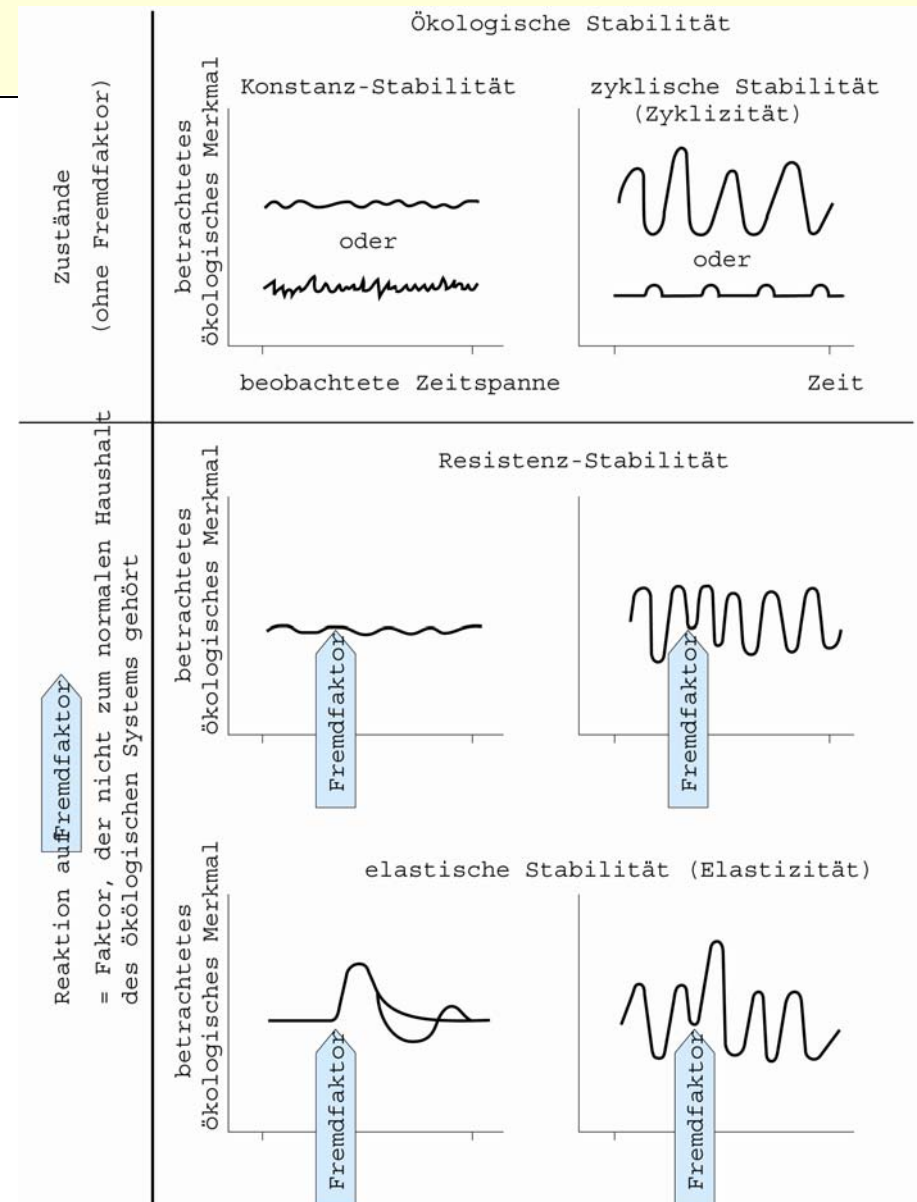 Ökologische Stabilität
Zustände
(ohne Fremdfaktor)
betrachtetes
ökologisches Merkmal
Konstanz-Stabilität
oder
beobachtete Zeitspanne
zyklische Stabilität
(Zyklizität)
oder
Zeit
Reaktion auf Fremdfaktor
= Faktor, der nicht zum normalen Haushalt
des ökölogischen Systems gehört
Resistenz-Stabilität
betrachtetes
ökologisches Merkmal
Fremdfaktor
Fremdfaktor
elastische Stabilität (Elastizität)
betrachtetes
ökologisches Merkmal
Fremdfaktor
Fremdfaktor